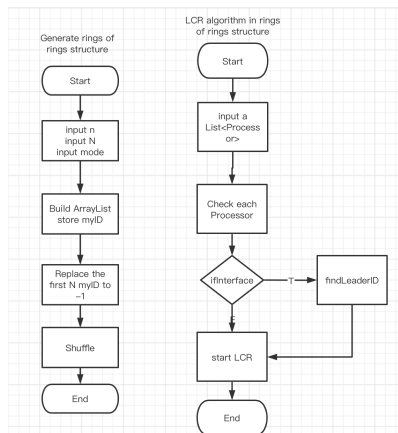 Generate rings of
rings structure
Start
input n
input N
input mode
Build ArrayList
store myID
Replace the
first N myID to
-1
Shuffle
End
LCR algorithm in rings
of rings structure
Start
input a
List<Process
or>
Check each
Processor
ifInterface
T
findLeaderID
F
start LCR
End